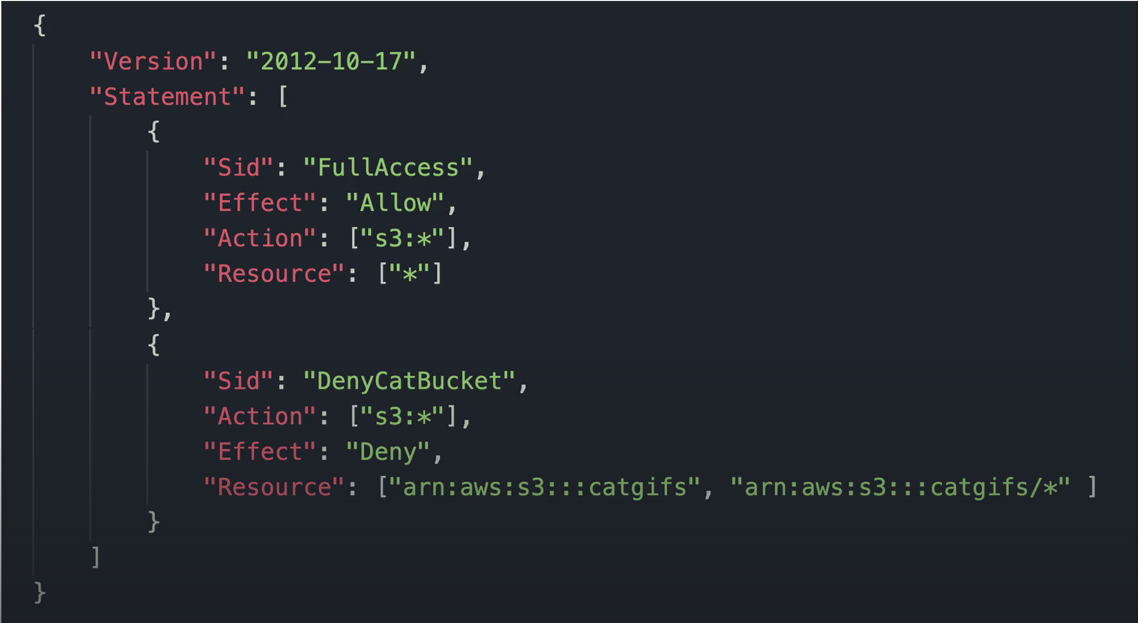 {
    "Version": "2012-10-17",
    "Statement": [
        {
            "Sid": "FullAccess",
            "Effect": "Allow",
            "Action": ["s3:*"],
            "Resource": ["*"]
        },
        {
            "Sid": "DenyCatBucket",
            "Action": ["s3:*"],
            "Effect": "Deny",
            "Resource": ["arn:aws:s3:::catgifs", "arn:aws:s3:::catgifs/*" ]
        }
    ]
}